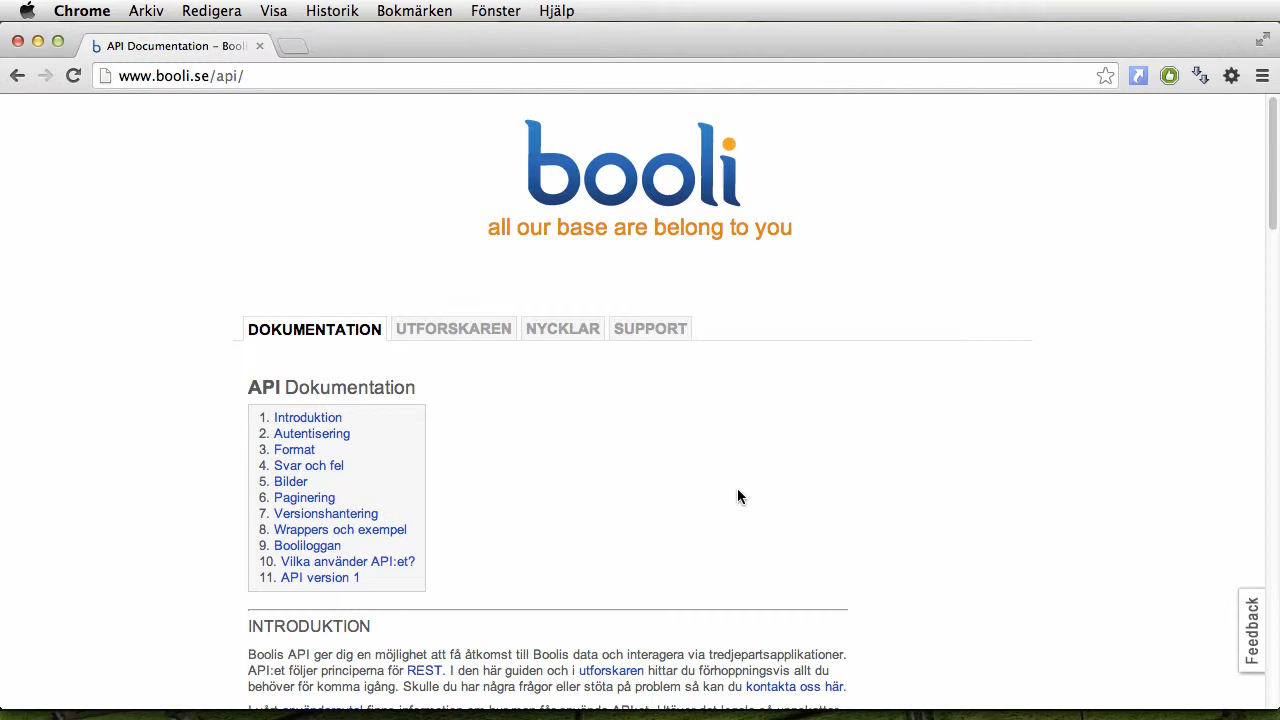 Chrome Arkiv Redigera Visa Historik Bokmärken Fönster Hjälp
b API Documentation – Booli
www.booli.se/api/
booli
all our base are belong to you
DOKUMENTATION UTFORSKAREN NYCKLAR SUPPORT
API Dokumentation
1. Introduktion
2. Autentisering
3. Format
4. Svar och fel
5. Bilder
6. Paginering
7. Versionshantering
8. Wrappers och exempel
9. Booliloggan
10. Vilka använder API:et?
11. API version 1
INTRODUKTION
Boolis API ger dig en möjlighet att få åtkomst till Boolis data och interagera via tredjepartsapplikationer.
API:et följer principerna för REST. I den här guiden och i utforskaren hittar du förhoppningsvis allt du
behöver för komma igång. Skulle du har några frågor eller stöta på problem så kan du kontakta oss här.
Feedback